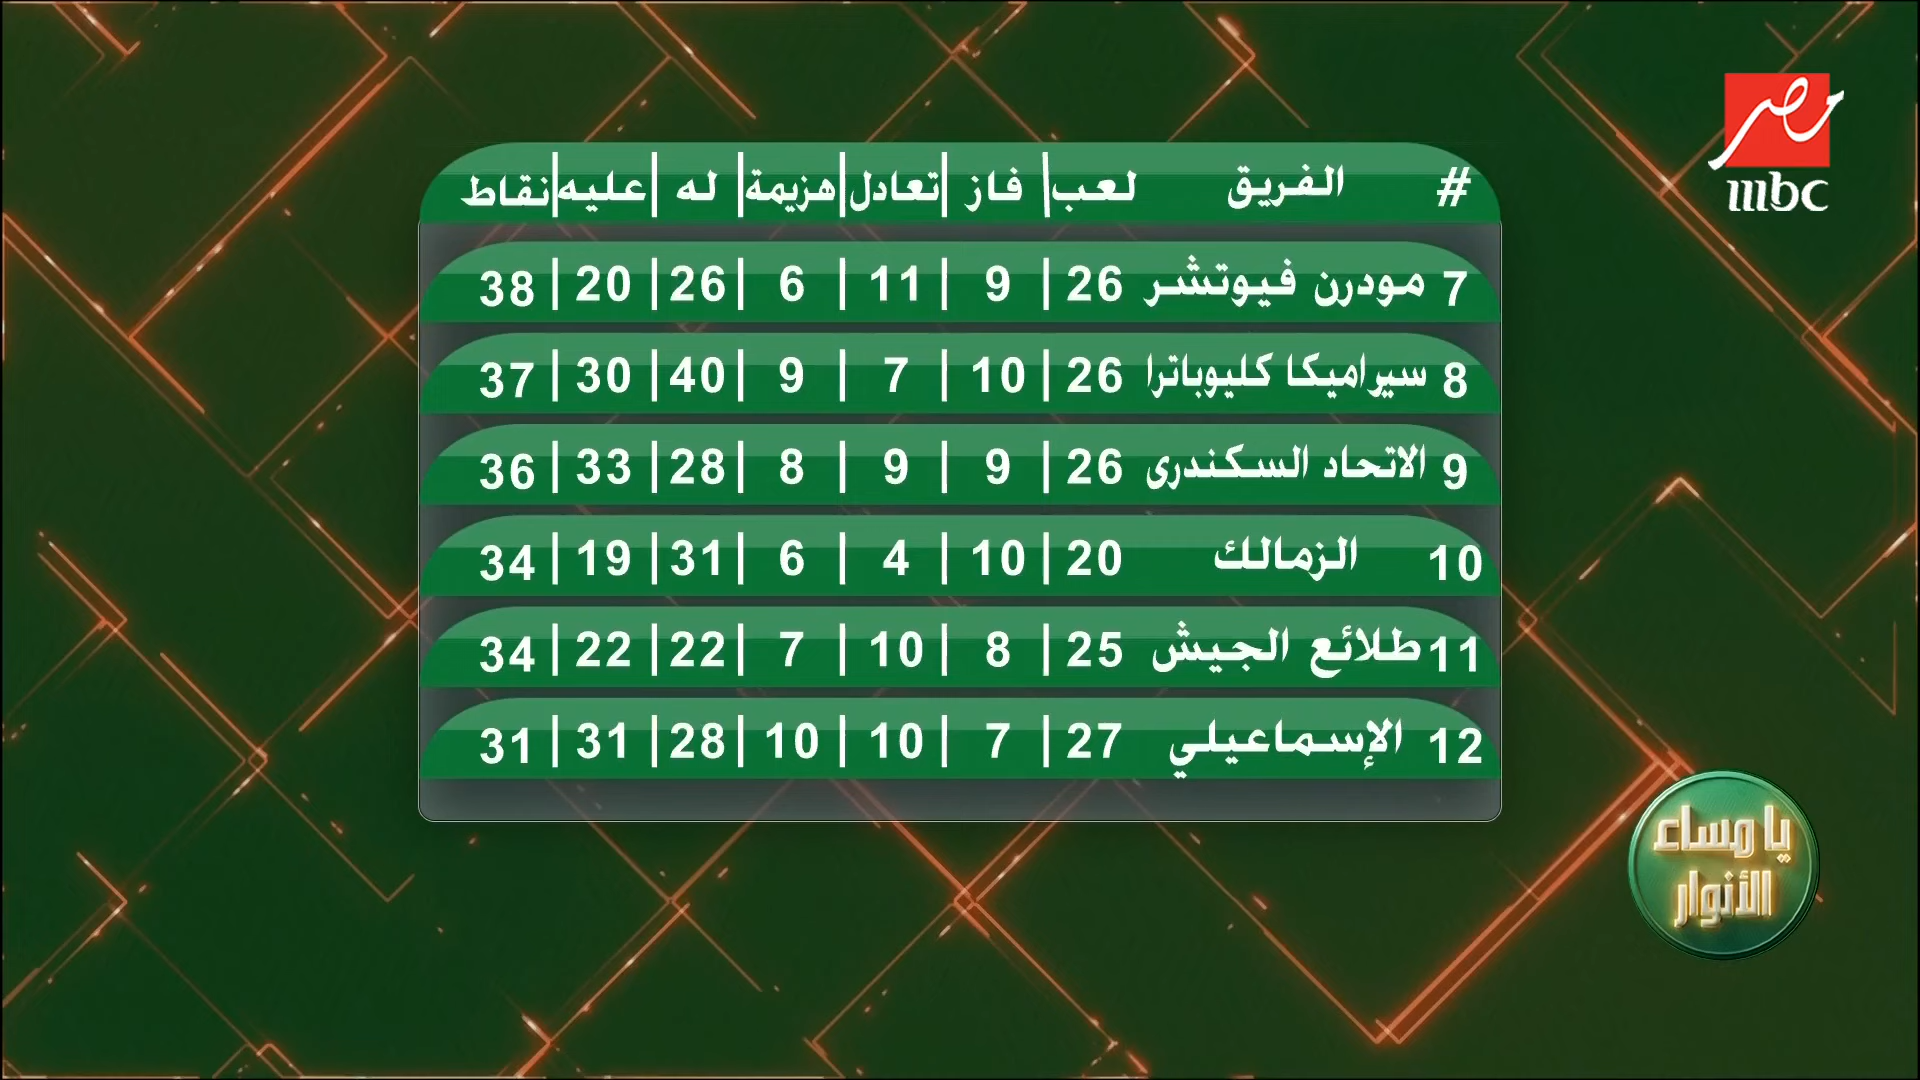 # الفريق لعب فاز تعادل هزيمة له عليه نقاط
7 مودرن فيوتشر 26 9 11 6 26 20 38
8 سيراميكا كليوباترا 26 10 7 9 40 30 37
9 الاتحاد السكندرى 26 9 9 8 28 33 36
10 الزمالك 20 10 4 6 31 19 34
11 طلائع الجيش 25 8 10 7 22 22 34
12 الإسماعيلي 27 7 10 10 28 31 31
مصر
mbc
يا مساء
الأنوار